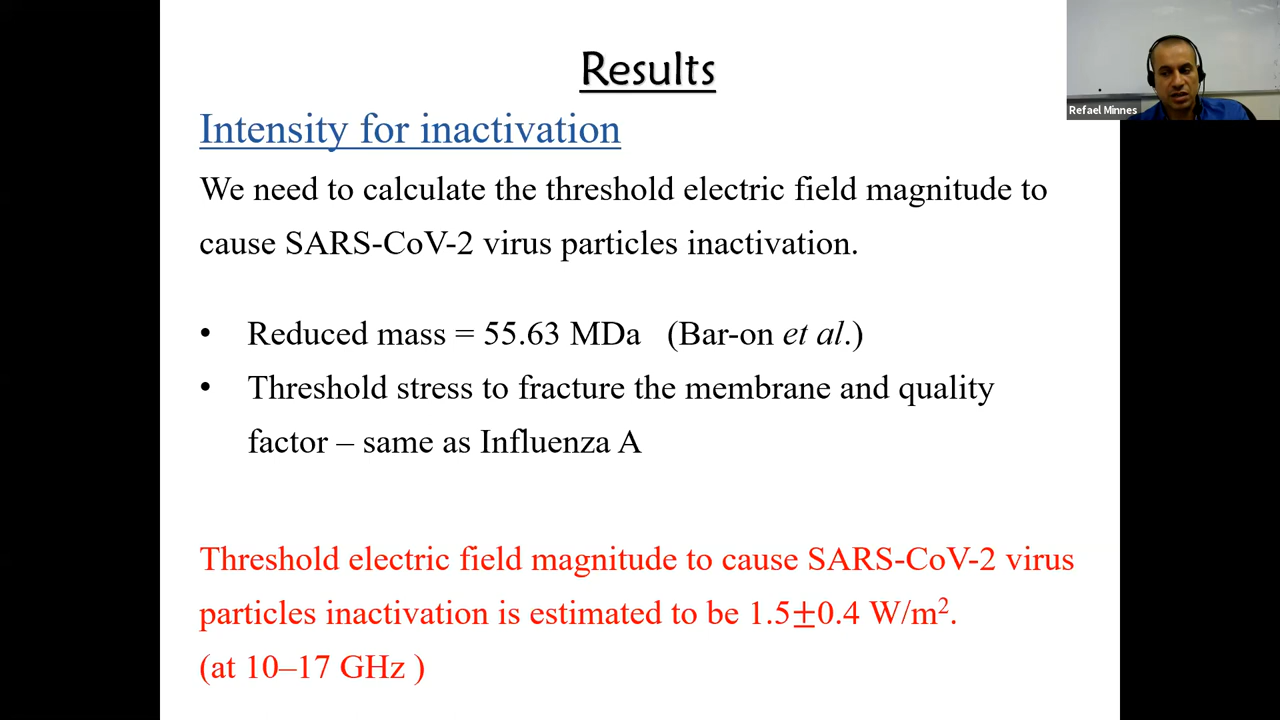 Results
Refael Minnes
Intensity for inactivation
We need to calculate the threshold electric field magnitude to
cause SARS-CoV-2 virus particles inactivation.
• Reduced mass = 55.63 MDa (Bar-on et al.)
• Threshold stress to fracture the membrane and quality
factor – same as Influenza A
Threshold electric field magnitude to cause SARS-CoV-2 virus
particles inactivation is estimated to be 1.5±0.4 W/m².
(at 10–17 GHz )